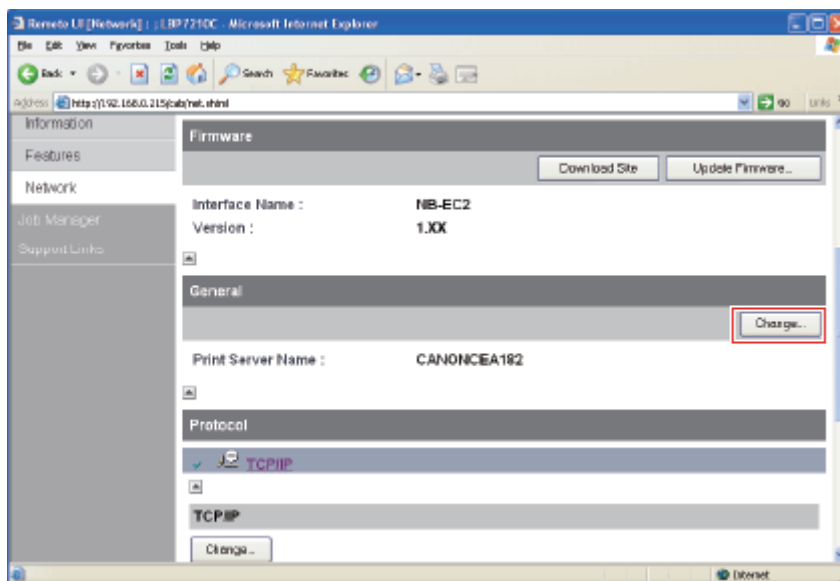 Remote UI [Network] : ; LBP7210C - Microsoft Internet Explorer
File Edit View Favorites Tools Help
Back Search Favorites
Address http://192.168.0.215/cab/net.shtml Go Links
Information
Firmware
Features
Download Site Update Firmware...
Network
Interface Name : NB-EC2
Job Manager
Version : 1.XX
Support Links
General
Change...
Print Server Name : CANONCEA182
Protocol
TCP/IP
TCP/IP
Change...
Internet